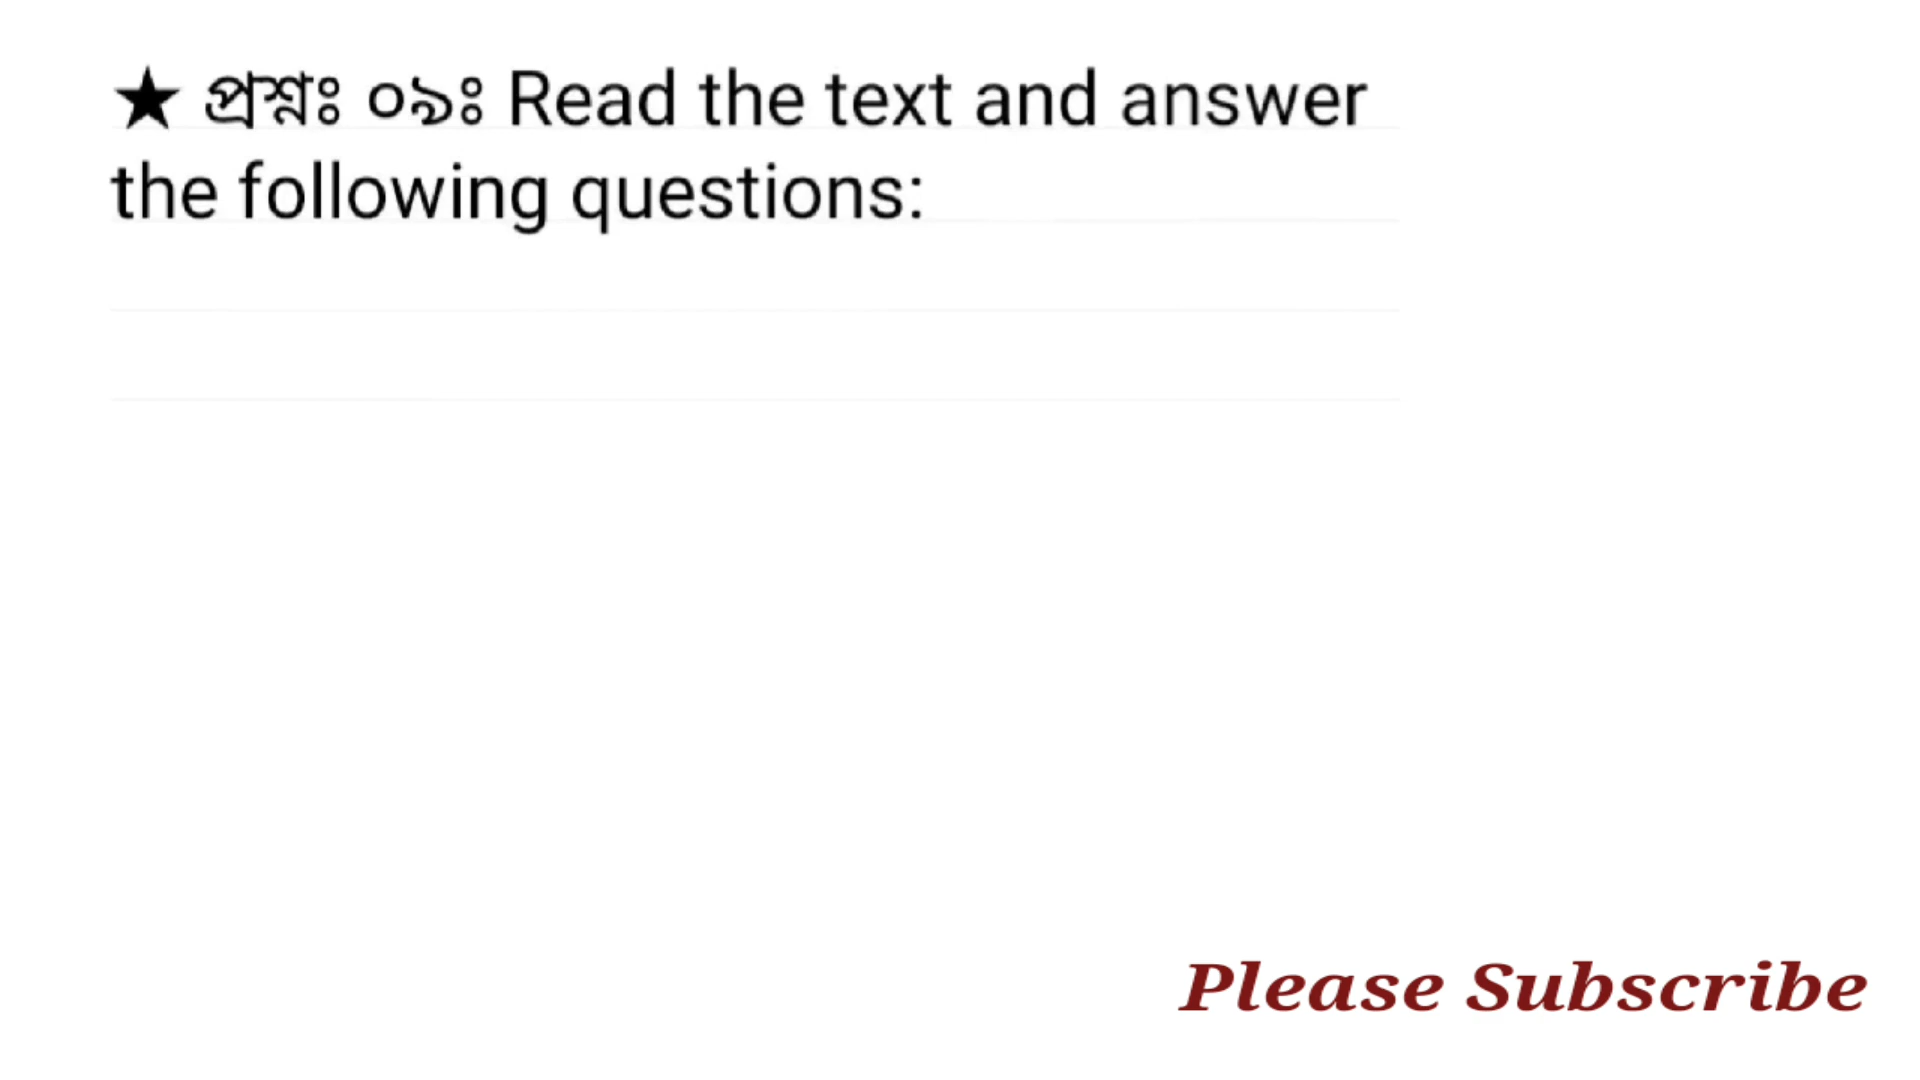 ★ প্রশ্নঃ ০৯ঃ Read the text and answer
the following questions:
Please Subscribe